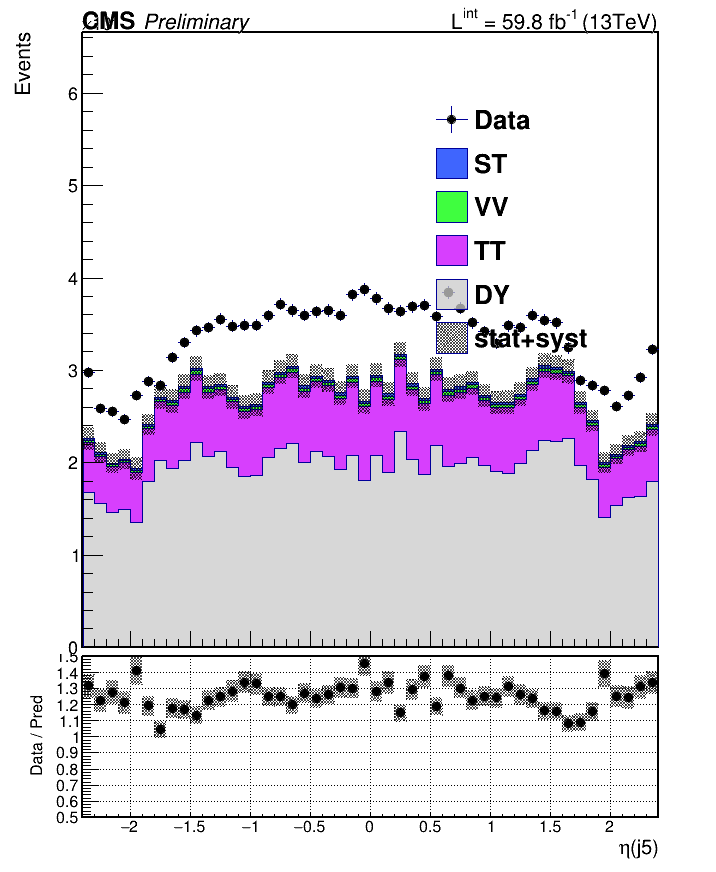 CMS Preliminary
L^int = 59.8 fb^-1 (13TeV)
Events
6
5
4
3
2
1
0
Data
ST
VV
TT
DY
stat+syst
1.5
1.4
1.3
1.2
1.1
1
0.9
0.8
0.7
0.6
0.5
Data / Pred
−2 −1.5 −1 −0.5 0 0.5 1 1.5 2
η(j5)